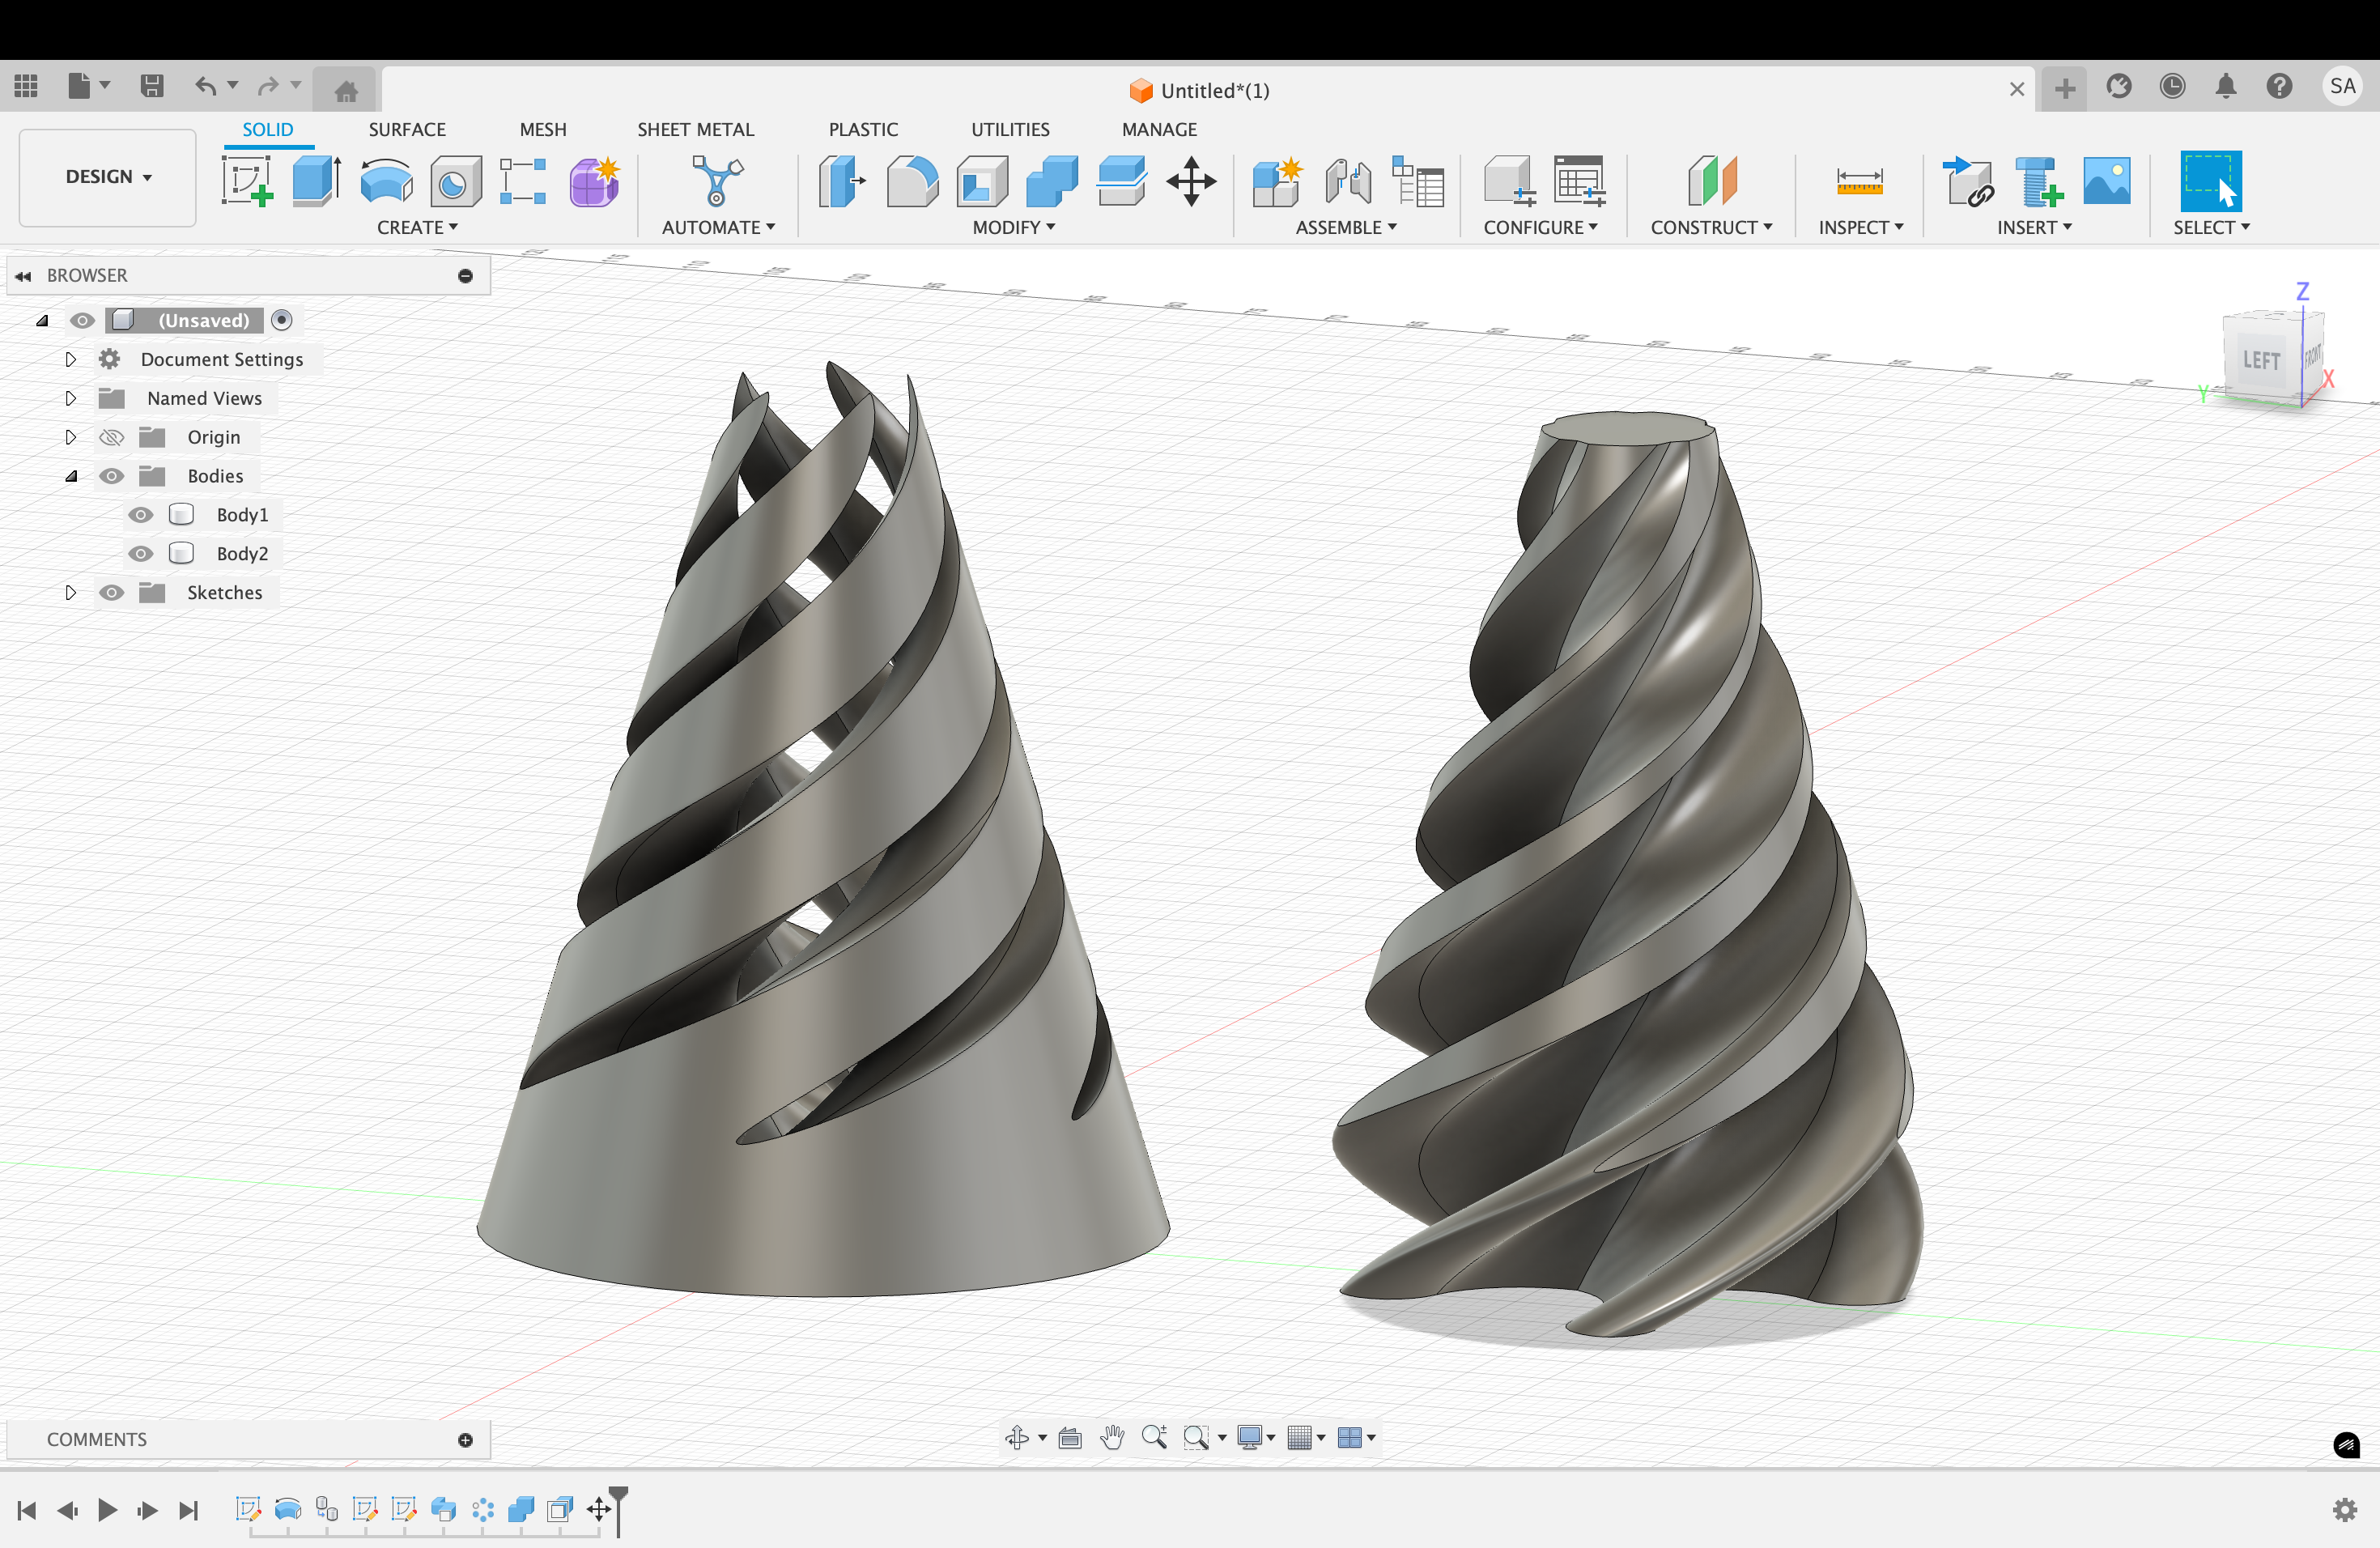 Untitled*(1)
SA
DESIGN
SOLID
SURFACE
MESH
SHEET METAL
PLASTIC
UTILITIES
MANAGE
CREATE
AUTOMATE
MODIFY
ASSEMBLE
CONFIGURE
CONSTRUCT
INSPECT
INSERT
SELECT
BROWSER
(Unsaved)
Document Settings
Named Views
Origin
Bodies
Body1
Body2
Sketches
Z
LEFT
FRONT
Y
X
COMMENTS